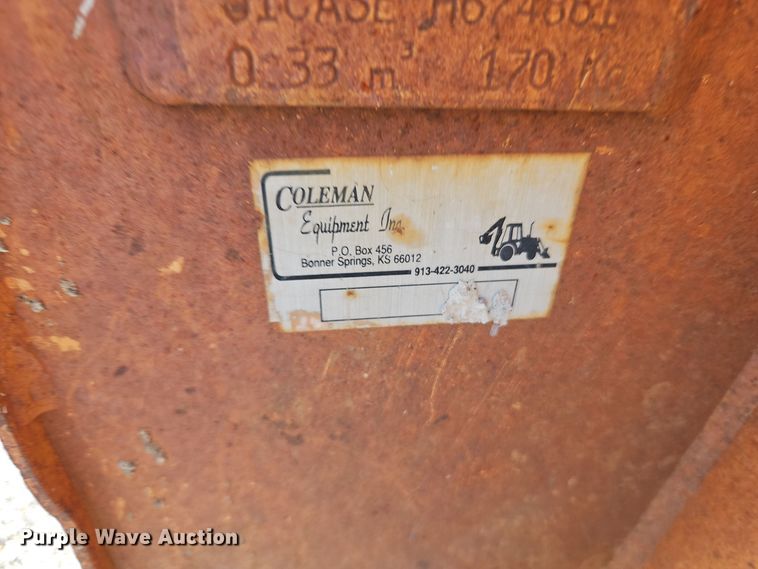 0.33 m³ 170 KG
COLEMAN
Equipment Inc.
P.O. Box 456
Bonner Springs, KS 66012
913-422-3040
Purple Wave Auction